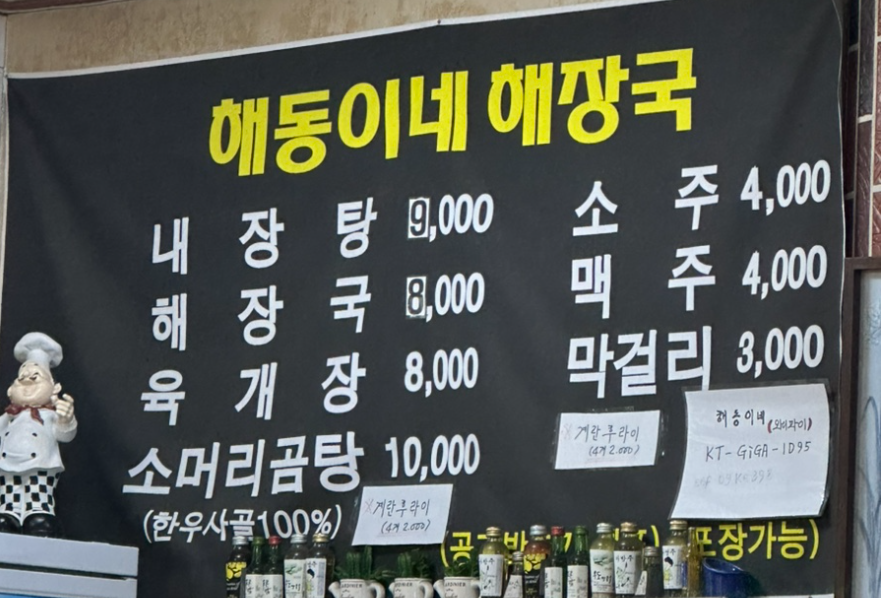 해동이네 해장국
내장탕 9,000
해장국 8,000
육개장 8,000
소머리곰탕 10,000
(한우사골100%)
소주 4,000
맥주 4,000
막걸리 3,000
※계란후라이
(4개 2,000)
※계란후라이
(4개 2.000)
해동이네(와이파이)
KT-GiGA-1D95
포장가능)